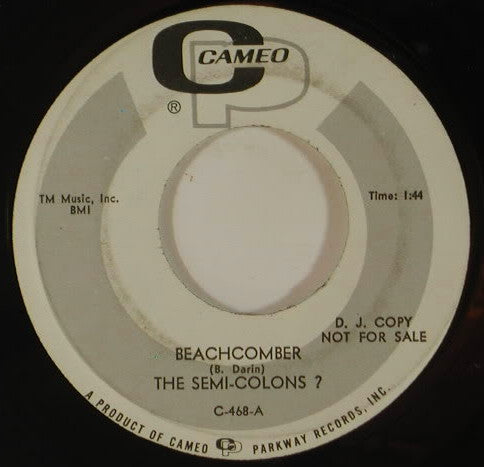 C CAMEO
P
®
TM Music, Inc.
BMI
Time: 1:44
D. J. COPY
NOT FOR SALE
BEACHCOMBER
(B. Darin)
THE SEMI-COLONS ?
C-468-A
A PRODUCT OF CAMEO CP PARKWAY RECORDS, INC.